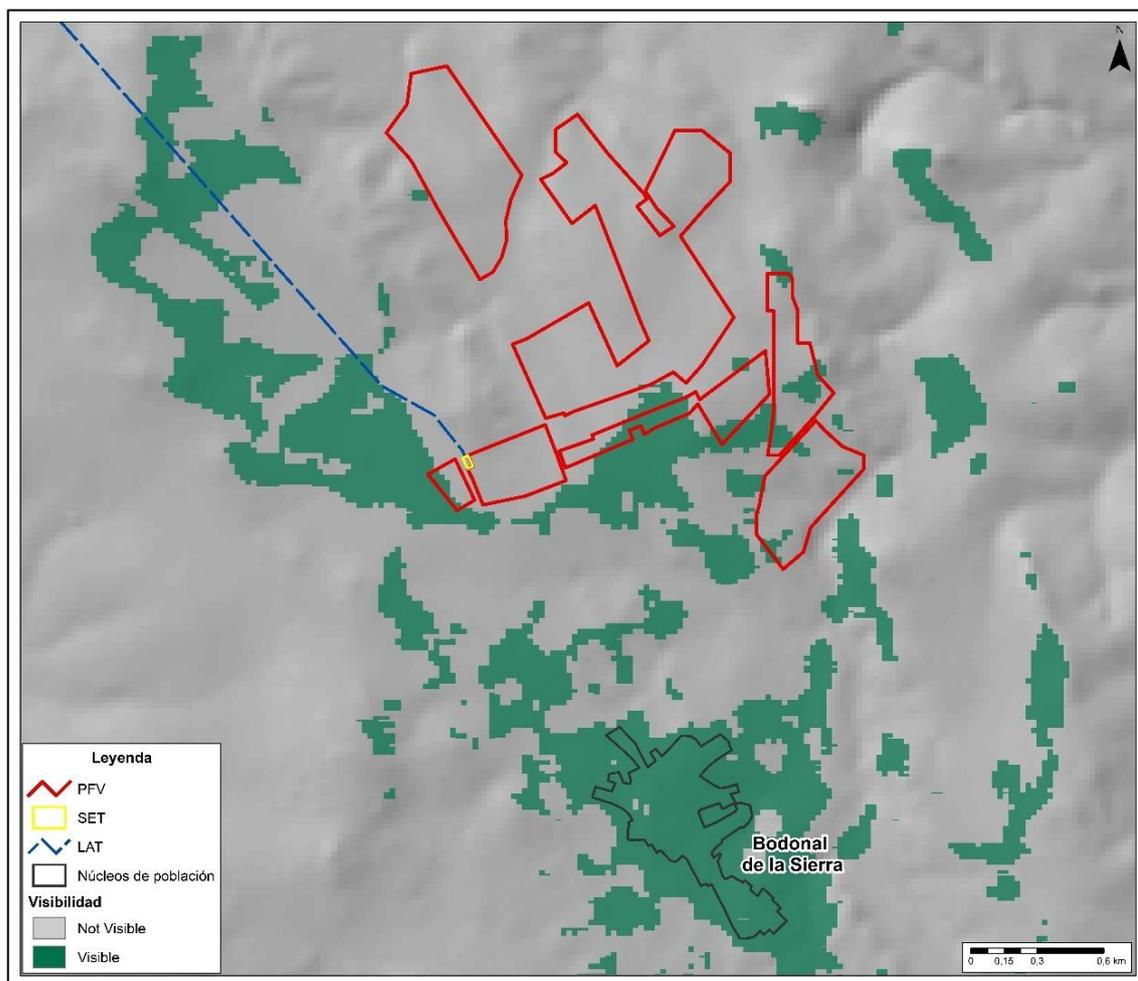 N
Bodonal
de la Sierra
Leyenda
PFV
SET
LAT
Núcleos de población
Visibilidad
Not Visible
Visible
0 0,15 0,3 0,6 km